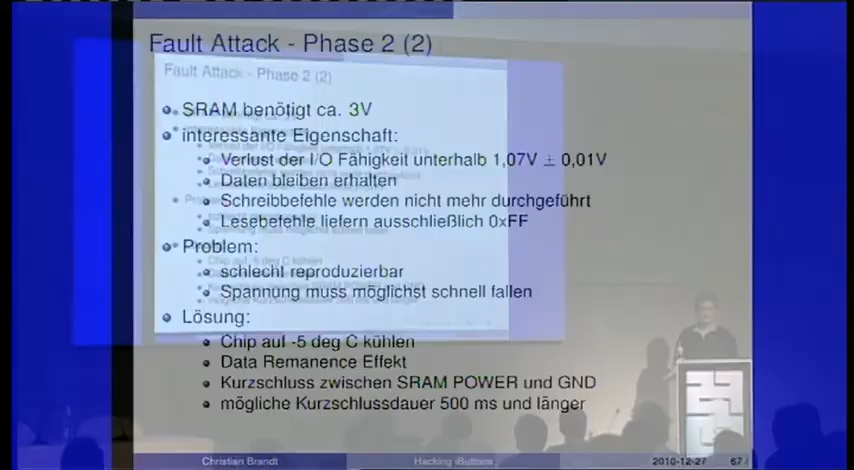 Fault Attack - Phase 2 (2)
Fault Attack - Phase 2 (2)
SRAM benötigt ca. 3V
interessante Eigenschaft:
Verlust der I/O Fähigkeit unterhalb 1,07V ± 0,01V
Daten bleiben erhalten
Schreibbefehle werden nicht mehr durchgeführt
Lesebefehle liefern ausschließlich 0xFF
Problem:
schlecht reproduzierbar
Spannung muss möglichst schnell fallen
Lösung:
Chip auf -5 deg C kühlen
Data Remanence Effekt
Kurzschluss zwischen SRAM POWER und GND
mögliche Kurzschlussdauer 500 ms und länger
Christian Brandt Hacking iButtons 2010-12-27 67 /